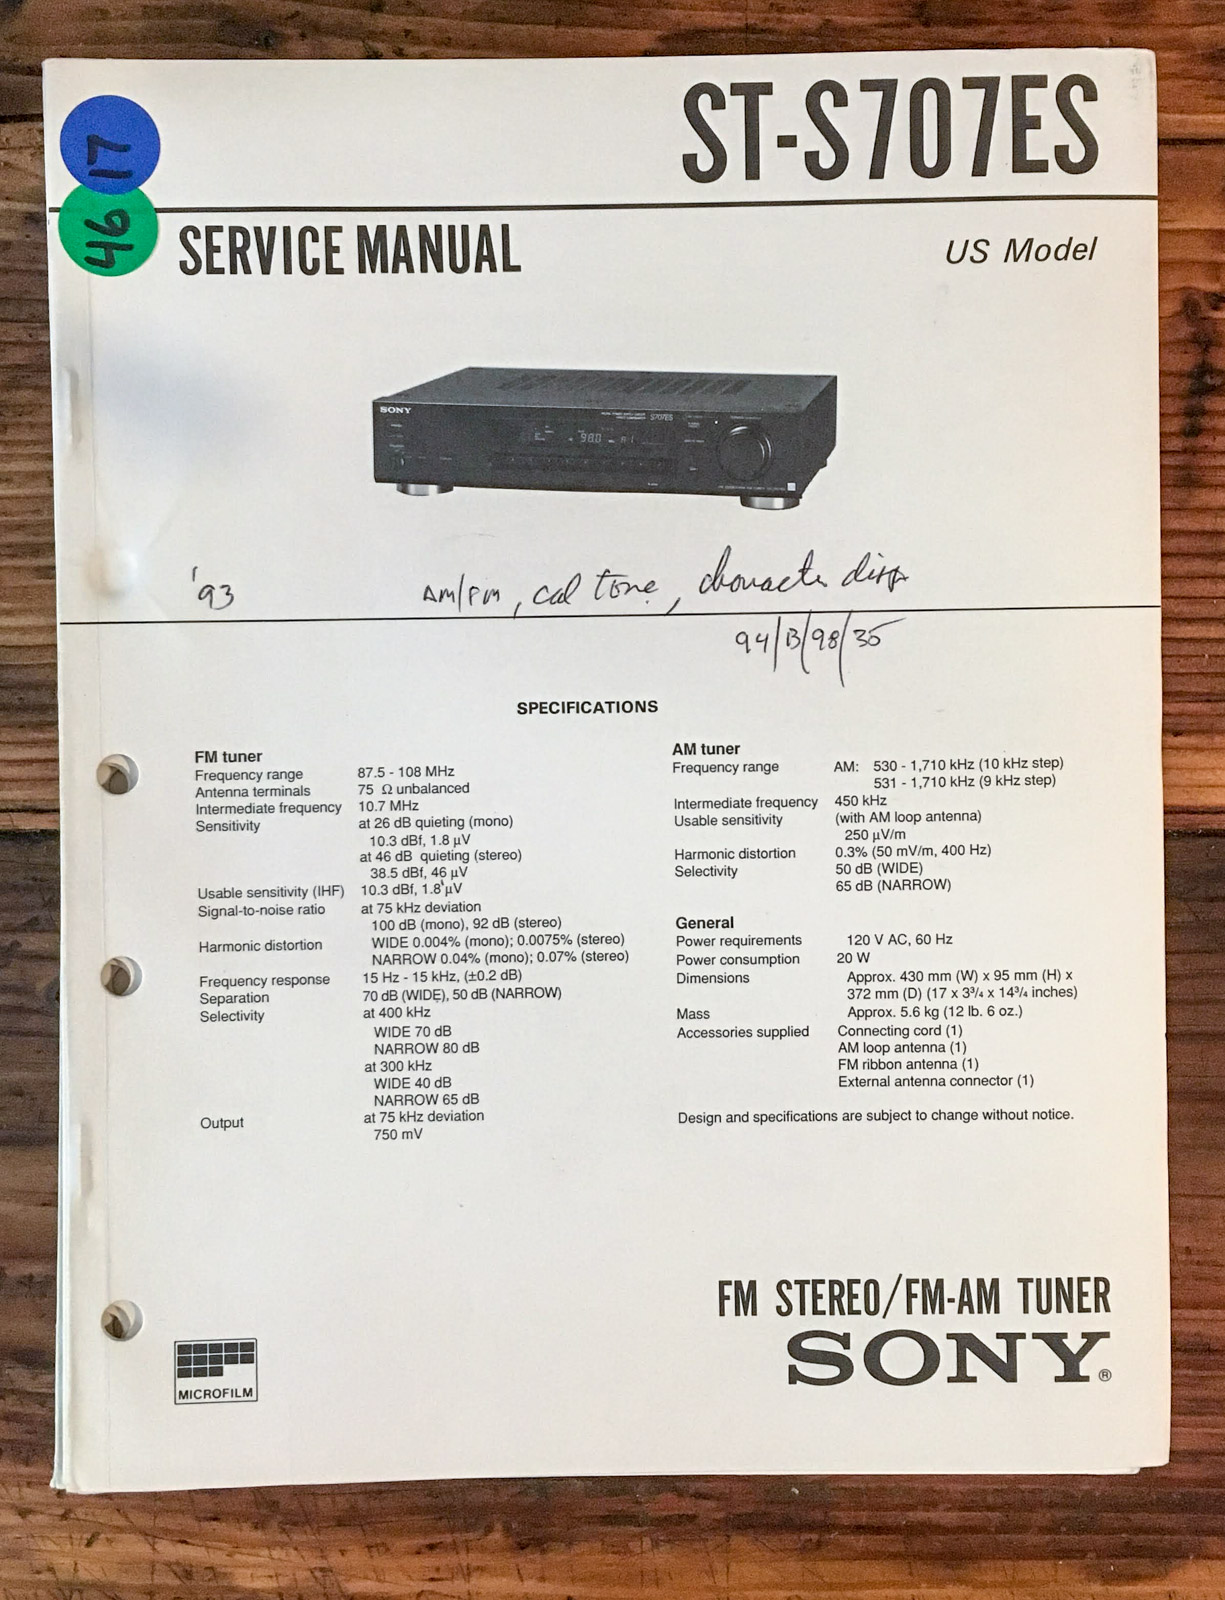 ST-S707ES
17
46
SERVICE MANUAL
US Model
SONY
S707ES
98.0
'93
AM/FM, cal tone, character disp
94/B/98/35
SPECIFICATIONS
FM tuner
Frequency range 87.5 - 108 MHz
Antenna terminals 75 Ω unbalanced
Intermediate frequency 10.7 MHz
Sensitivity at 26 dB quieting (mono)
10.3 dBf, 1.8 µV
at 46 dB quieting (stereo)
38.5 dBf, 46 µV
Usable sensitivity (IHF) 10.3 dBf, 1.8 µV
Signal-to-noise ratio at 75 kHz deviation
100 dB (mono), 92 dB (stereo)
Harmonic distortion WIDE 0.004% (mono); 0.0075% (stereo)
NARROW 0.04% (mono); 0.07% (stereo)
Frequency response 15 Hz - 15 kHz, (±0.2 dB)
Separation 70 dB (WIDE), 50 dB (NARROW)
Selectivity at 400 kHz
WIDE 70 dB
NARROW 80 dB
at 300 kHz
WIDE 40 dB
NARROW 65 dB
Output at 75 kHz deviation
750 mV
AM tuner
Frequency range AM: 530 - 1,710 kHz (10 kHz step)
531 - 1,710 kHz (9 kHz step)
Intermediate frequency 450 kHz
Usable sensitivity (with AM loop antenna)
250 µV/m
Harmonic distortion 0.3% (50 mV/m, 400 Hz)
Selectivity 50 dB (WIDE)
65 dB (NARROW)
General
Power requirements 120 V AC, 60 Hz
Power consumption 20 W
Dimensions Approx. 430 mm (W) x 95 mm (H) x
372 mm (D) (17 x 3³/₄ x 14³/₄ inches)
Mass Approx. 5.6 kg (12 lb. 6 oz.)
Accessories supplied Connecting cord (1)
AM loop antenna (1)
FM ribbon antenna (1)
External antenna connector (1)
Design and specifications are subject to change without notice.
FM STEREO/FM-AM TUNER
SONY®
MICROFILM